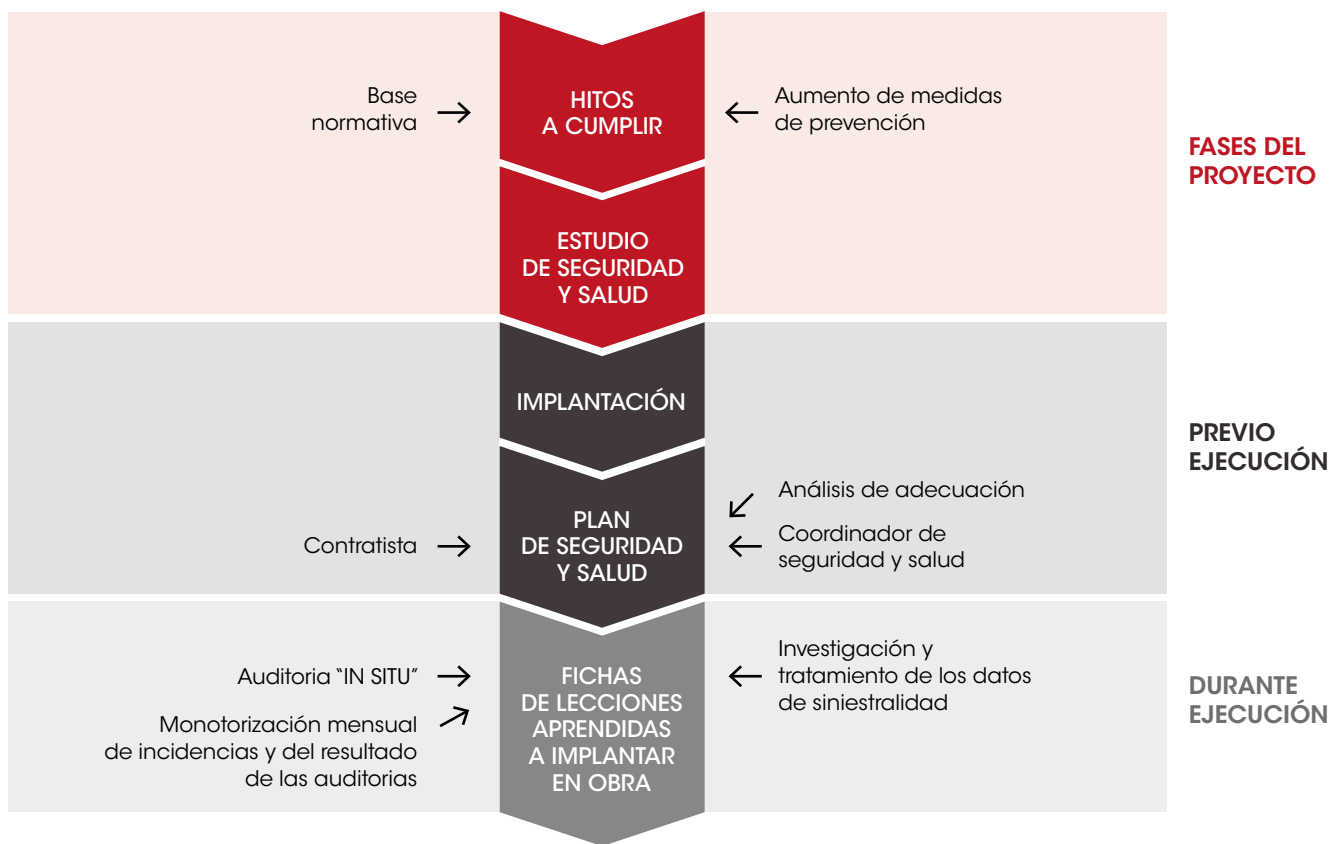 Base
normativa
HITOS
A CUMPLIR
Aumento de medidas
de prevención
FASES DEL
PROYECTO
ESTUDIO
DE SEGURIDAD
Y SALUD
IMPLANTACIÓN
PREVIO
EJECUCIÓN
Contratista
PLAN
DE SEGURIDAD
Y SALUD
Análisis de adecuación
Coordinador de
seguridad y salud
Auditoria “IN SITU”
Monotorización mensual
de incidencias y del resultado
de las auditorias
FICHAS
DE LECCIONES
APRENDIDAS
A IMPLANTAR
EN OBRA
Investigación y
tratamiento de los datos
de siniestralidad
DURANTE
EJECUCIÓN